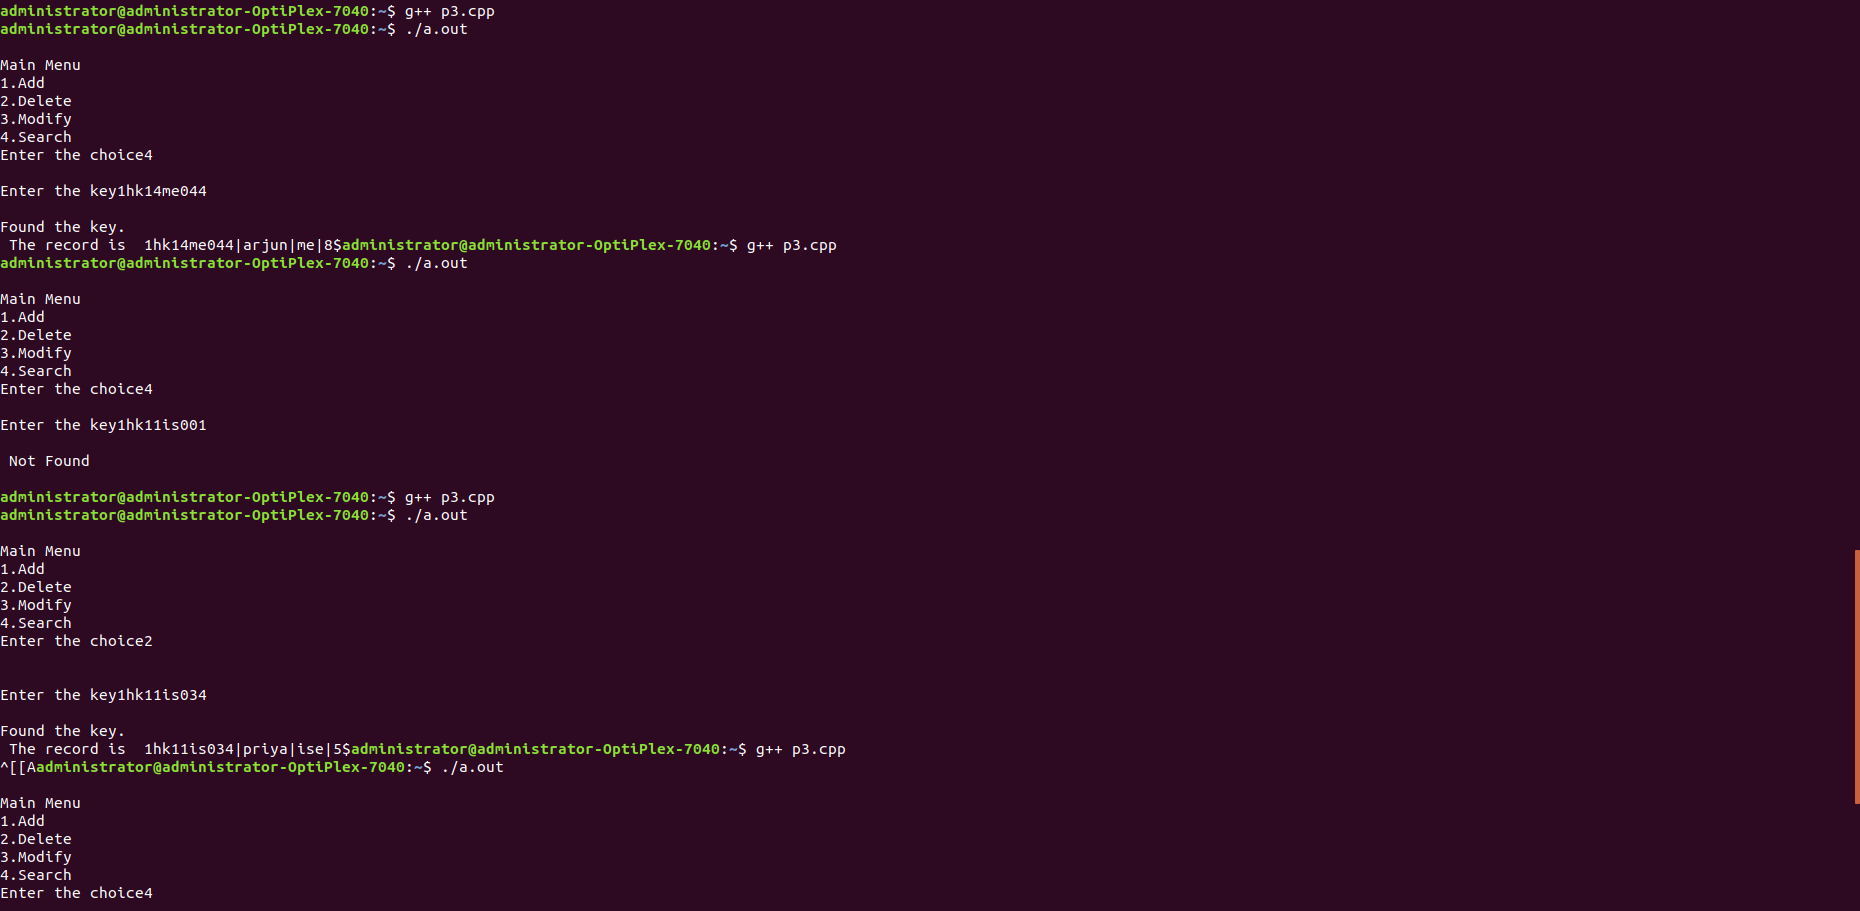 administrator@administrator-OptiPlex-7040:~$ g++ p3.cpp
administrator@administrator-OptiPlex-7040:~$ ./a.out
Main Menu
1.Add
2.Delete
3.Modify
4.Search
Enter the choice4
Enter the key1hk14me044
Found the key.
 The record is  1hk14me044|arjun|me|8$administrator@administrator-OptiPlex-7040:~$ g++ p3.cpp
administrator@administrator-OptiPlex-7040:~$ ./a.out
Main Menu
1.Add
2.Delete
3.Modify
4.Search
Enter the choice4
Enter the key1hk11is001
 Not Found
administrator@administrator-OptiPlex-7040:~$ g++ p3.cpp
administrator@administrator-OptiPlex-7040:~$ ./a.out
Main Menu
1.Add
2.Delete
3.Modify
4.Search
Enter the choice2
Enter the key1hk11is034
Found the key.
 The record is  1hk11is034|priya|ise|5$administrator@administrator-OptiPlex-7040:~$ g++ p3.cpp
^[[Aadministrator@administrator-OptiPlex-7040:~$ ./a.out
Main Menu
1.Add
2.Delete
3.Modify
4.Search
Enter the choice4